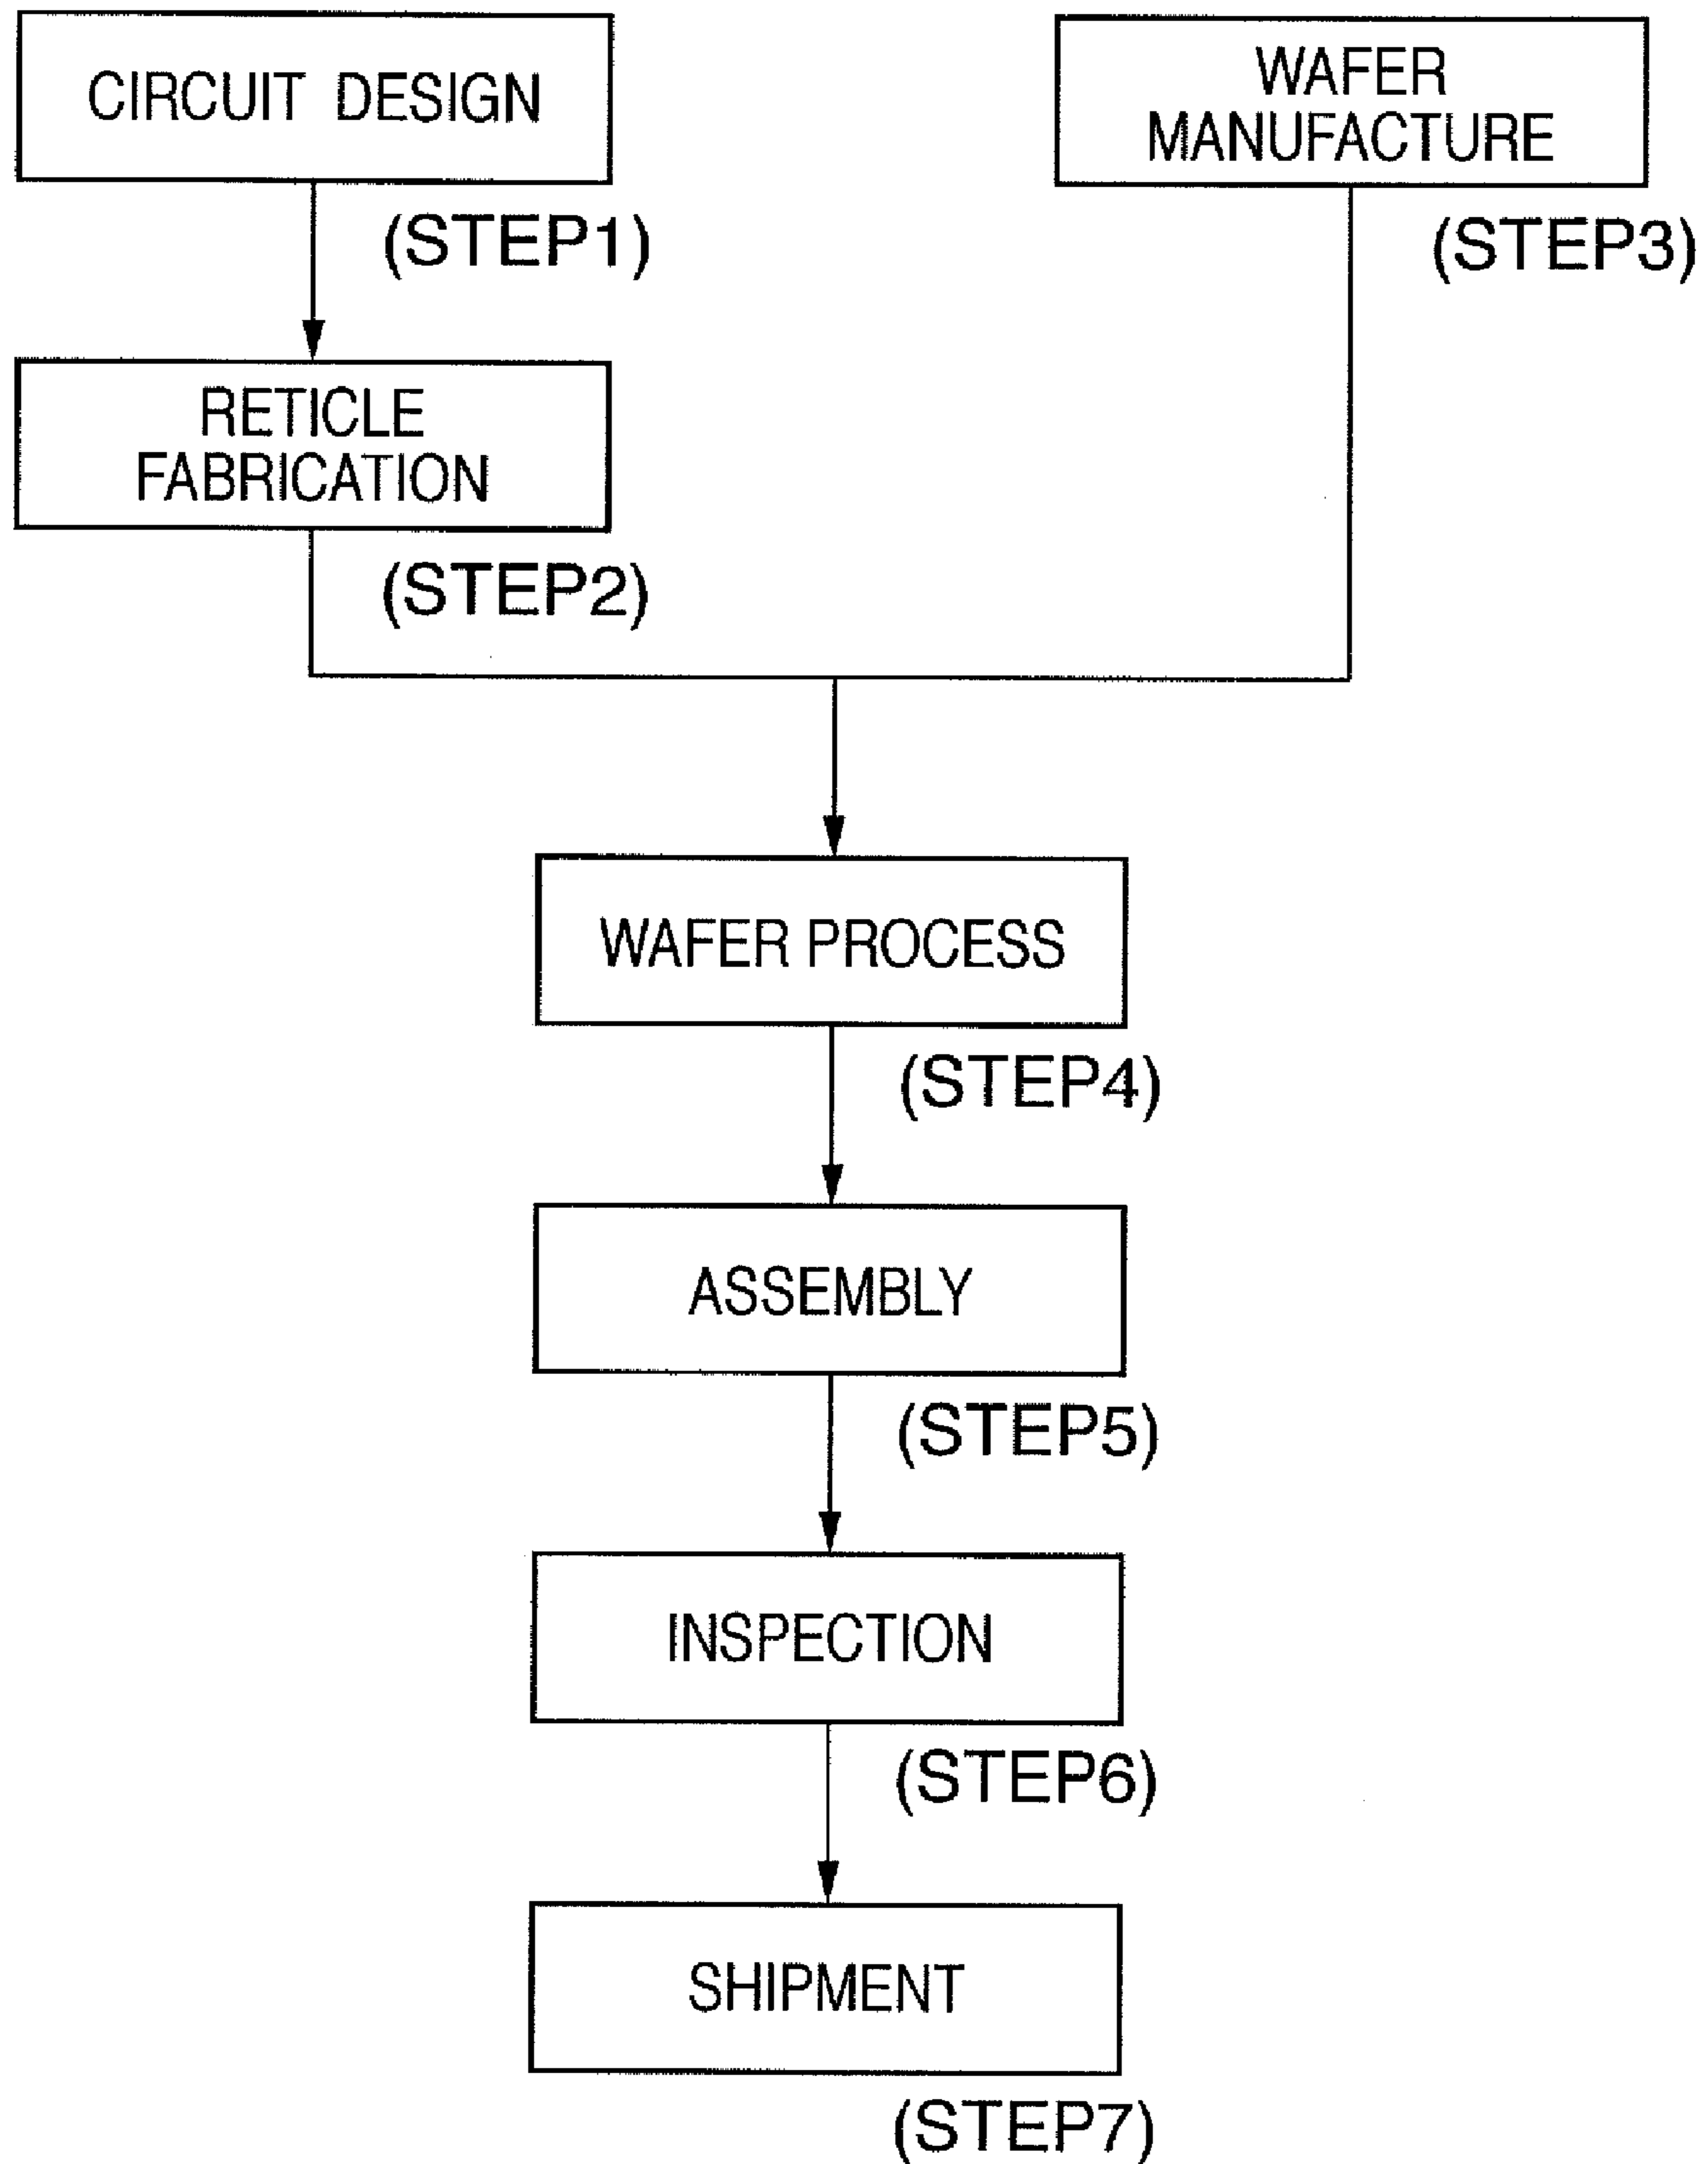 CIRCUIT DESIGN
(STEP1)
WAFER
MANUFACTURE
(STEP3)
RETICLE
FABRICATION
(STEP2)
WAFER PROCESS
(STEP4)
ASSEMBLY
(STEP5)
INSPECTION
(STEP6)
SHIPMENT
(STEP7)